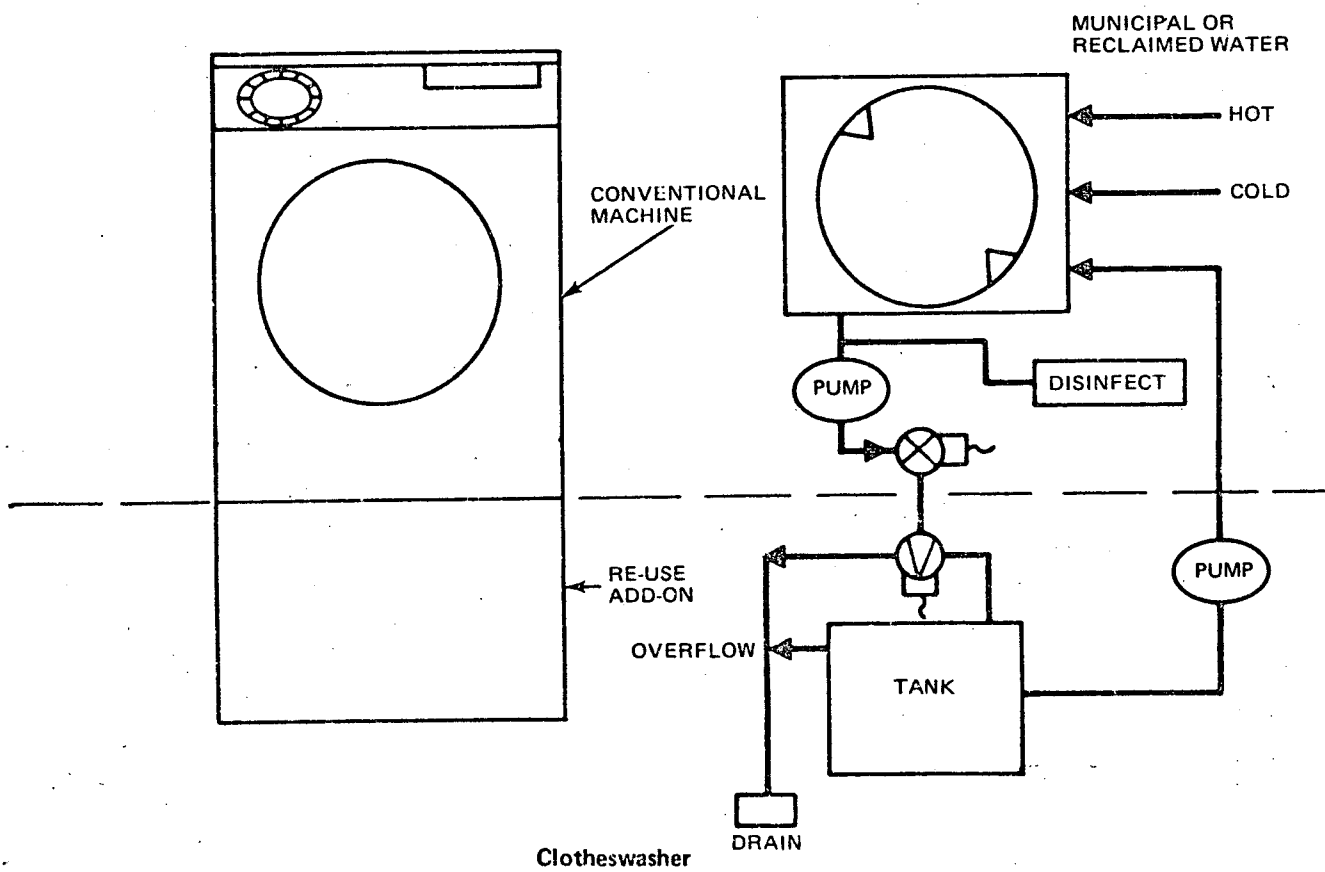 MUNICIPAL OR
RECLAIMED WATER
HOT
CONVENTIONAL
MACHINE
COLD
PUMP
DISINFECT
RE-USE
ADD-ON
PUMP
OVERFLOW
TANK
DRAIN
Clotheswasher